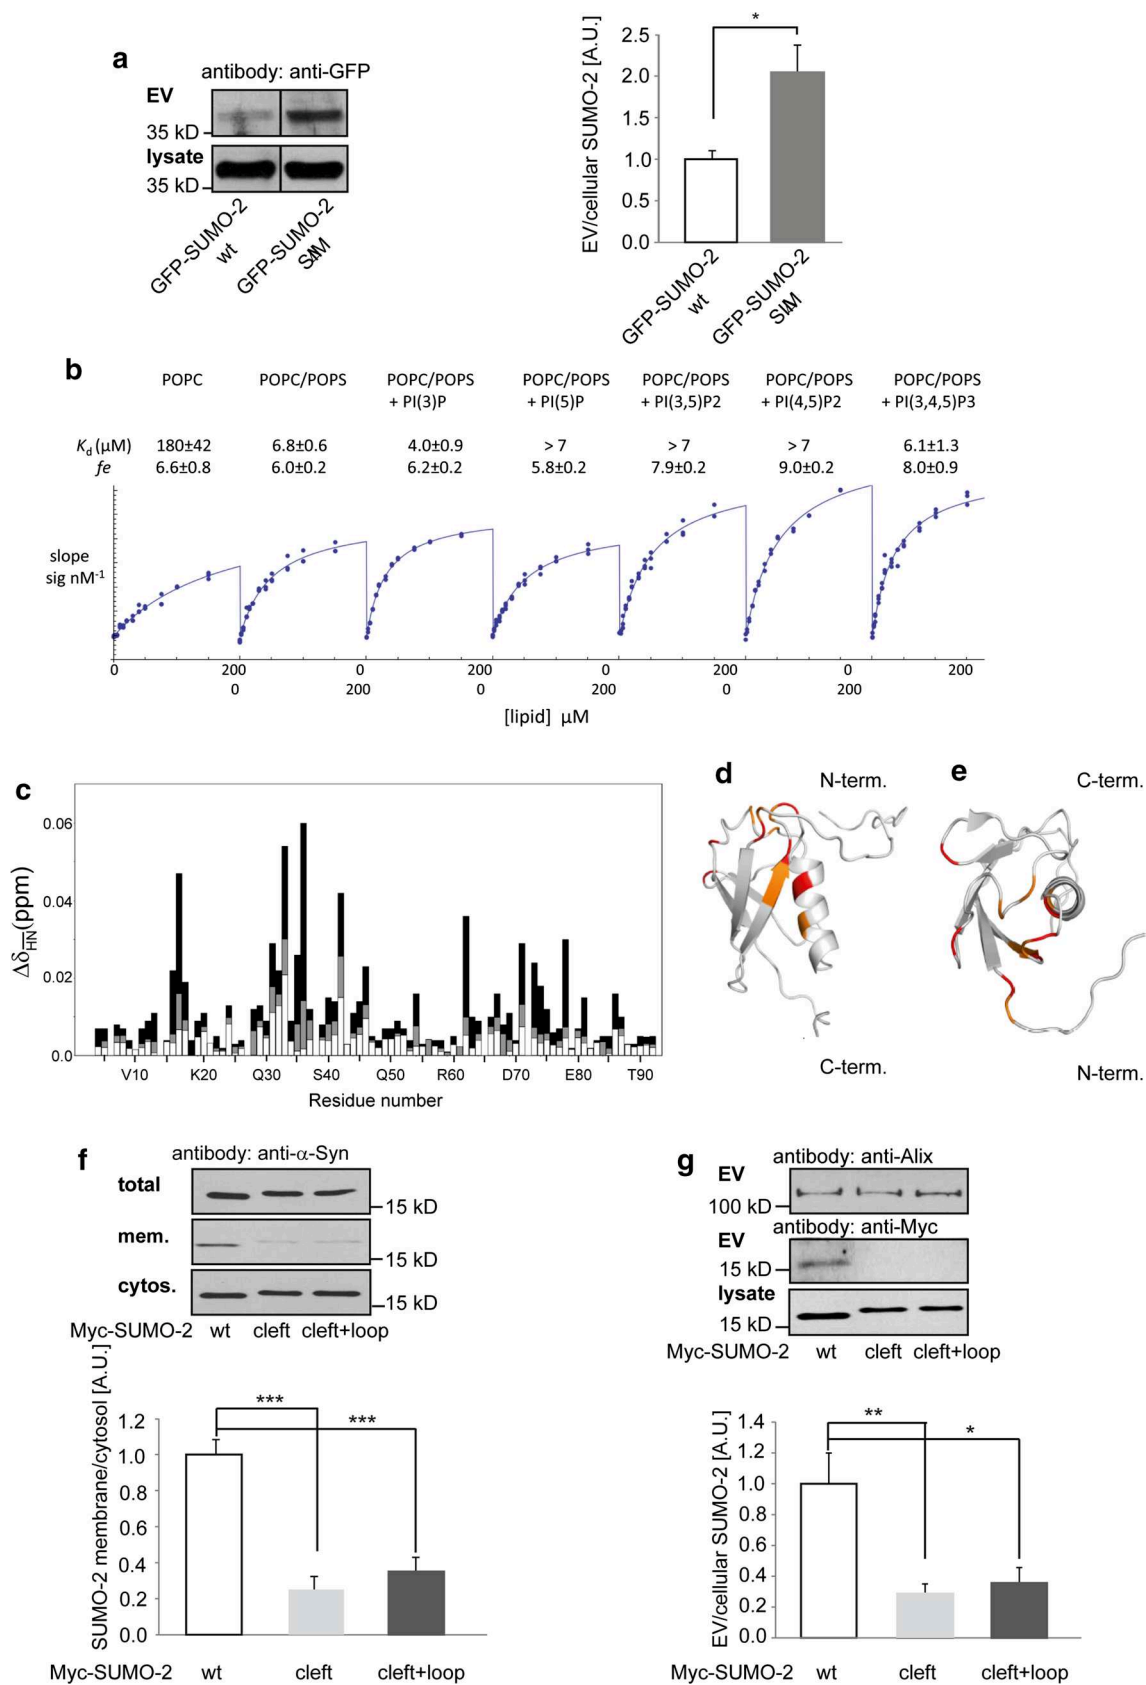 a
antibody: anti-GFP
EV
35 kD
lysate
35 kD
GFP-SUMO-2
wt
GFP-SUMO-2
*
EV/cellular SUMO-2 [A.U.]
2.5
2.0
1.5
1.0
0.5
0.0
GFP-SUMO-2
wt
GFP-SUMO-2
b
POPC POPC/POPS POPC/POPS POPC/POPS POPC/POPS POPC/POPS POPC/POPS
+ PI(3)P + PI(5)P + PI(3,5)P2 + PI(4,5)P2 + PI(3,4,5)P3
Kd (μM) 180±42 6.8±0.6 4.0±0.9 > 7 > 7 > 7 6.1±1.3
fe 6.6±0.8 6.0±0.2 6.2±0.2 5.8±0.2 7.9±0.2 9.0±0.2 8.0±0.9
slope
sig nM-1
0 200 0 200 0 200 0 200
0 200 0 200 0 200
[lipid] μM
c
Δδ HN (ppm)
0.06
0.04
0.02
0.0
V10 K20 Q30 S40 Q50 R60 D70 E80 T90
Residue number
d
N-term.
C-term.
e
C-term.
N-term.
f
antibody: anti-α-Syn
total
15 kD
mem.
15 kD
cytos.
15 kD
Myc-SUMO-2 wt cleft cleft+loop
SUMO-2 membrane/cytosol [A.U.]
***
***
1.2
1.0
0.8
0.6
0.4
0.2
0.0
Myc-SUMO-2 wt cleft cleft+loop
g
antibody: anti-Alix
EV
100 kD
antibody: anti-Myc
EV
15 kD
lysate
15 kD
Myc-SUMO-2 wt cleft cleft+loop
EV/cellular SUMO-2 [A.U.]
**
*
1.4
1.2
1.0
0.8
0.6
0.4
0.2
0.0
Myc-SUMO-2 wt cleft cleft+loop